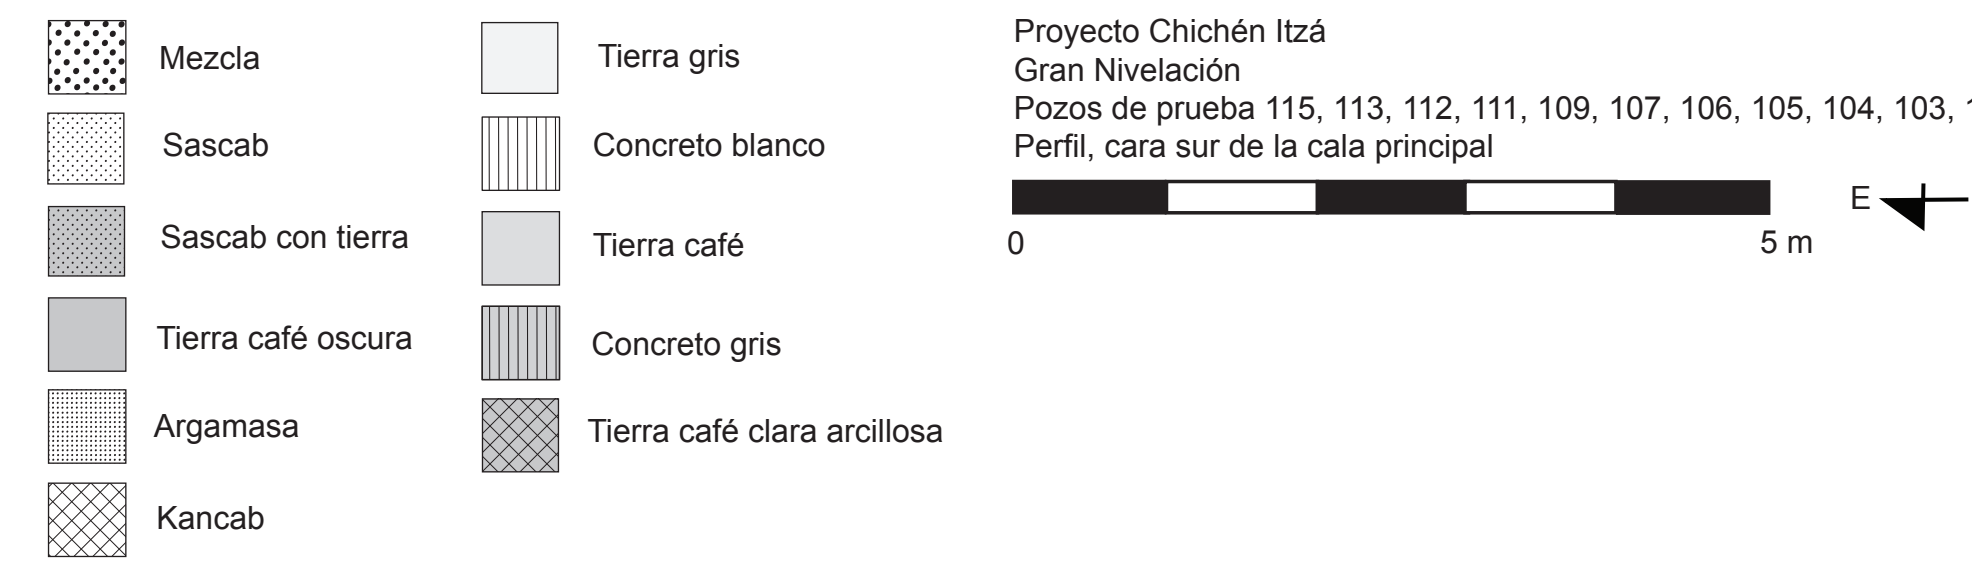 Mezcla
Sascab
Sascab con tierra
Tierra café oscura
Argamasa
Kancab
Tierra gris
Concreto blanco
Tierra café
Concreto gris
Tierra café clara arcillosa
Proyecto Chichén Itzá
Gran Nivelación
Pozos de prueba 115, 113, 112, 111, 109, 107, 106, 105, 104, 103,
Perfil, cara sur de la cala principal
0 5 m
E